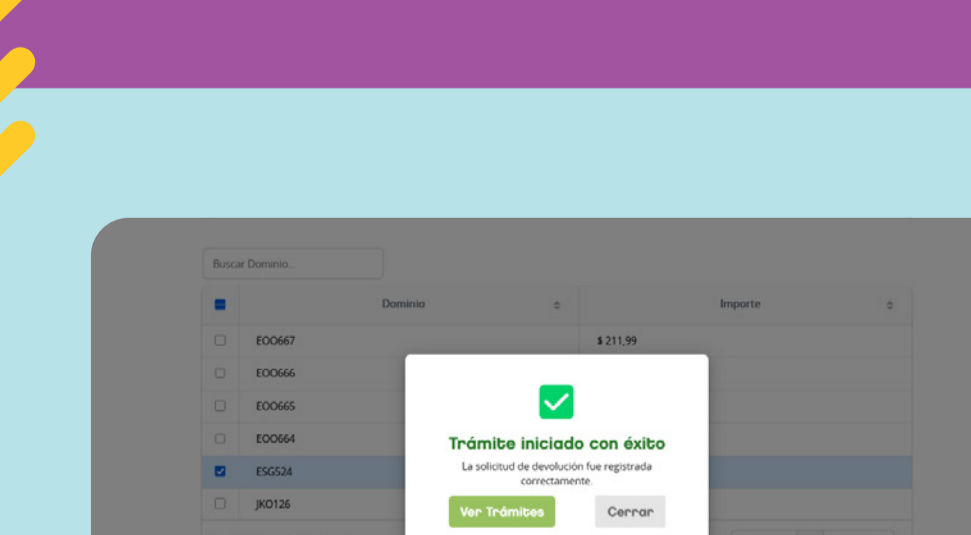 Buscar Dominio...
Dominio Importe
EOO667 $ 211,99
EOO666
EOO665
EOO664
ESG524
JKO126
Trámite iniciado con éxito
La solicitud de devolución fue registrada
correctamente.
Ver Trámites Cerrar